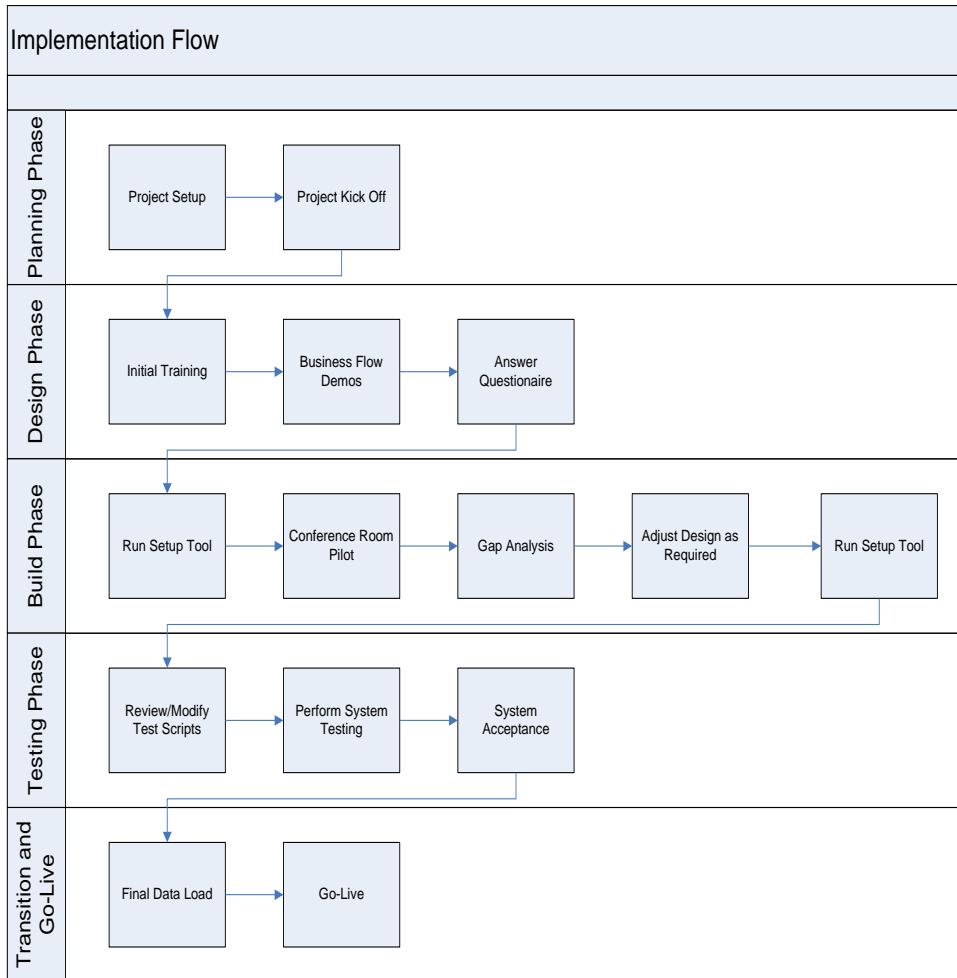 Implementation Flow
Planning Phase
Project Setup
Project Kick Off
Design Phase
Initial Training
Business Flow
Demos
Answer
Questionaire
Build Phase
Run Setup Tool
Conference Room
Pilot
Gap Analysis
Adjust Design as
Required
Run Setup Tool
Testing Phase
Review/Modify
Test Scripts
Perform System
Testing
System
Acceptance
Transition and
Go-Live
Final Data Load
Go-Live